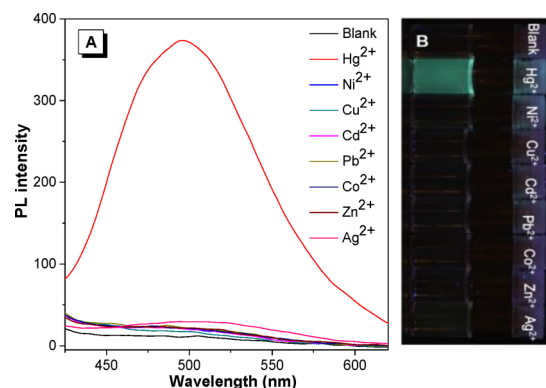 A
PL intensity
400
300
200
100
0
450
500
550
600
Wavelength (nm)
Blank
Hg2+
Ni2+
Cu2+
Cd2+
Pb2+
Co2+
Zn2+
Ag2+
B
Blank
Hg2+
Ni2+
Cu2+
Cd2+
Pb2+
Co2+
Zn2+
Ag2+